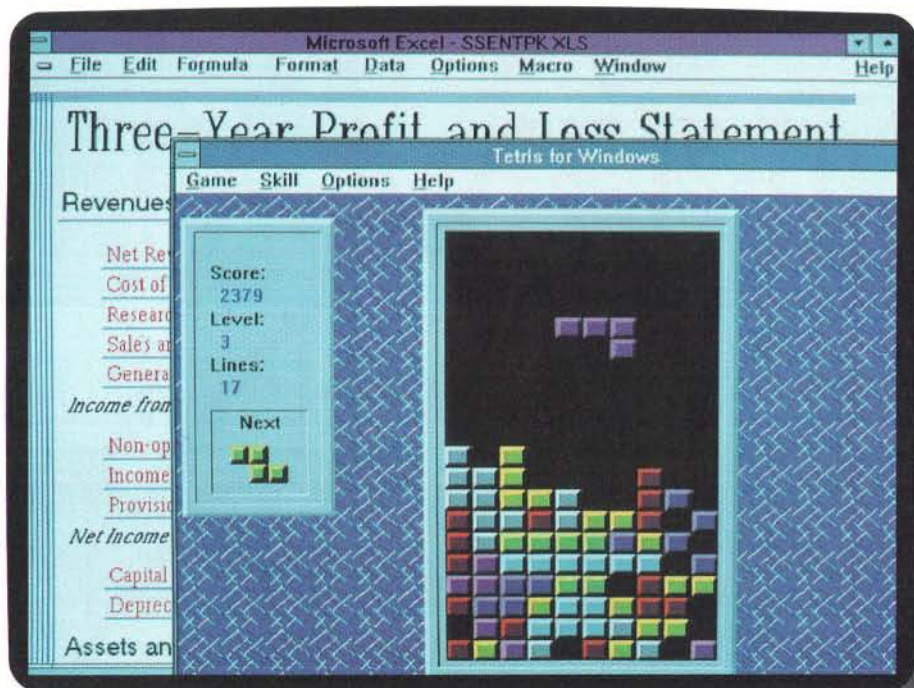 Microsoft Excel - SSENTPK.XLS
File Edit Formula Format Data Options Macro Window Help
Three-Year Profit and Loss Statement
Tetris for Windows
Game Skill Options Help
Revenues
Net Re
Cost of
Researc
Sales a
Genera
Income from
Non-op
Income
Provisi
Net Income
Capital
Deprec
Assets an
Score:
2379
Level:
3
Lines:
17
Next